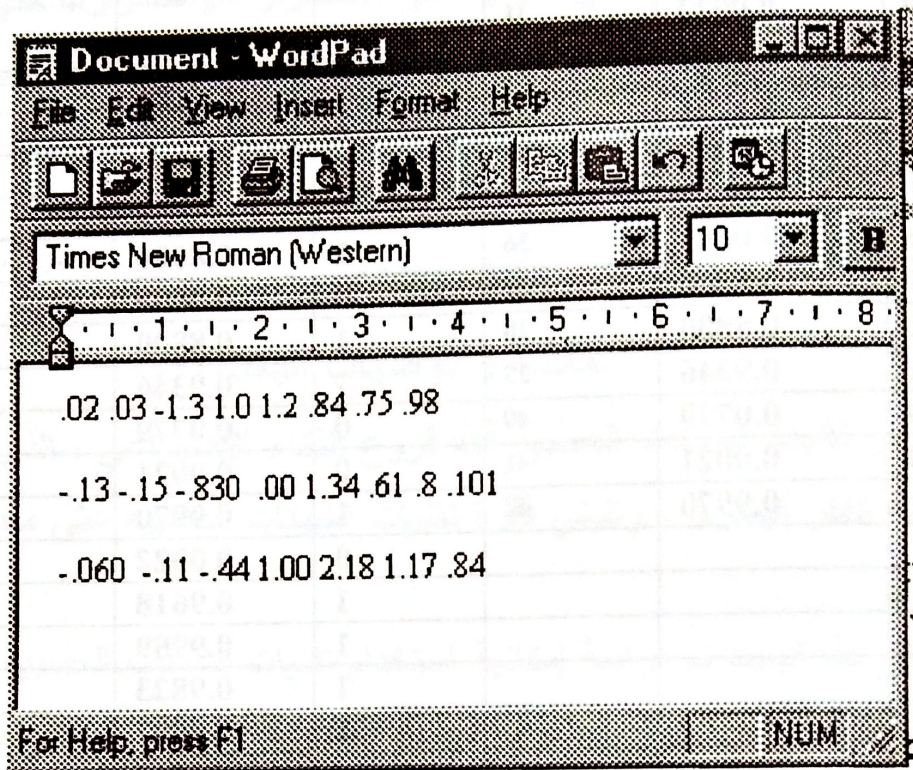 Document - WordPad
File Edit View Insert Format Help
Times New Roman (Western) 10 B
1 2 3 4 5 6 7 8
.02 .03 -1.3 1.0 1.2 .84 .75 .98
-.13 -.15 -.830 .00 1.34 .61 .8 .101
-.060 -.11 -.44 1.00 2.18 1.17 .84
For Help, press F1 NUM